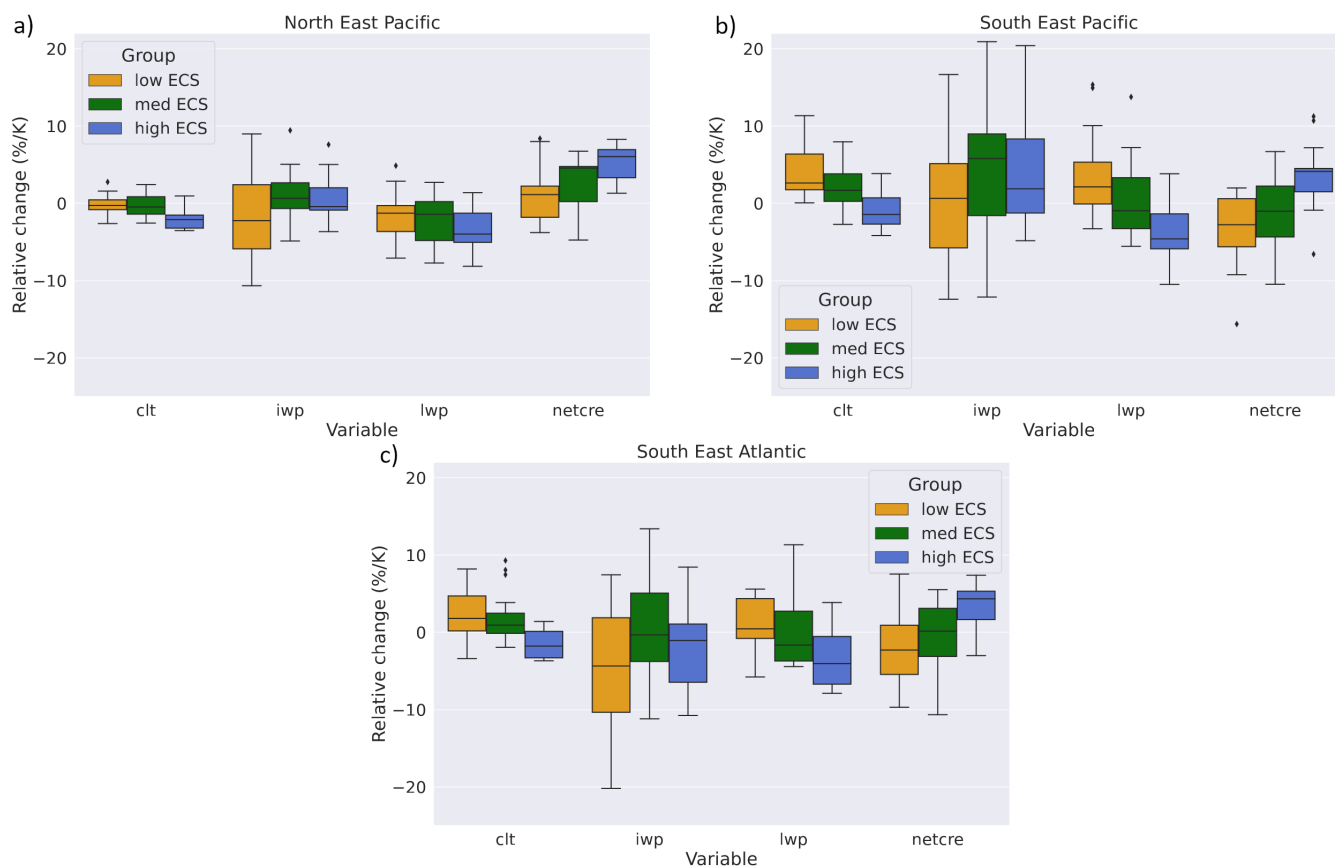 a)
North East Pacific
Group
low ECS
med ECS
high ECS
20
10
0
−10
−20
Relative change (%/K)
clt
iwp
lwp
netcre
Variable
b)
South East Pacific
20
10
0
−10
−20
Relative change (%/K)
Group
low ECS
med ECS
high ECS
clt
iwp
lwp
netcre
Variable
c)
South East Atlantic
Group
low ECS
med ECS
high ECS
20
10
0
−10
−20
Relative change (%/K)
clt
iwp
lwp
netcre
Variable